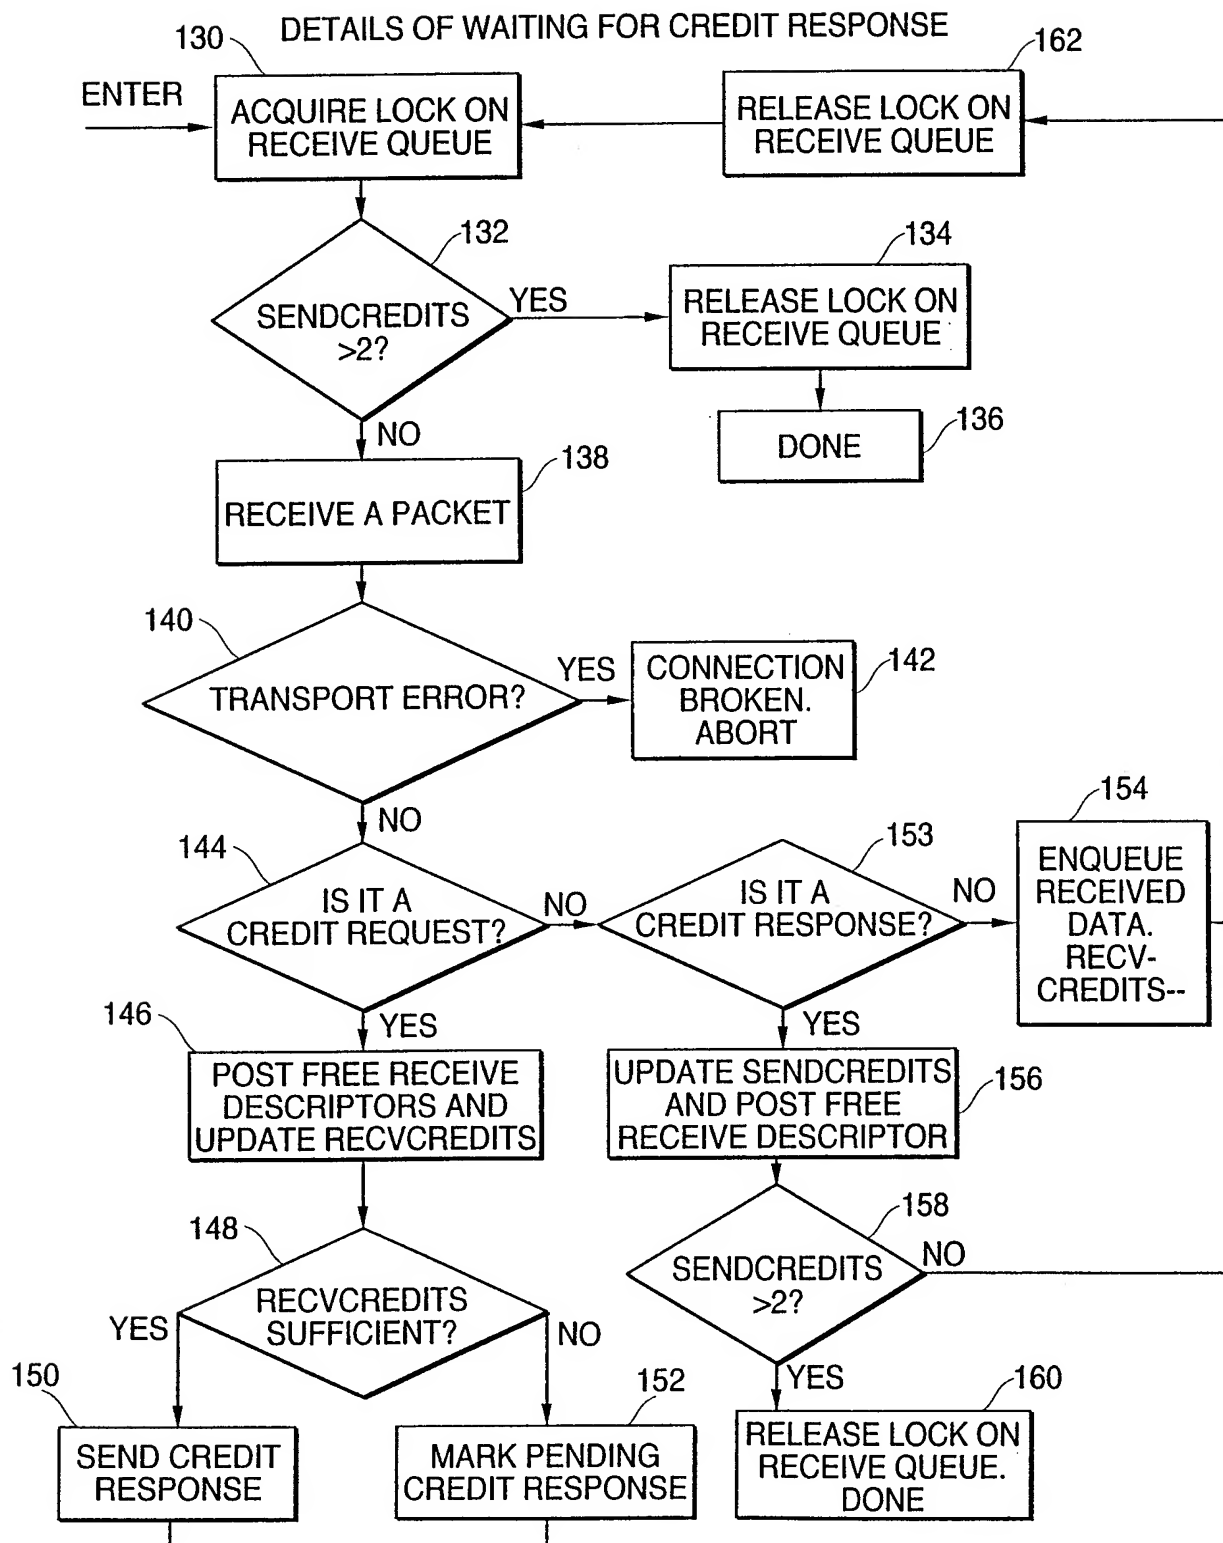 DETAILS OF WAITING FOR CREDIT RESPONSE
130
162
ENTER
ACQUIRE LOCK ON
RECEIVE QUEUE
RELEASE LOCK ON
RECEIVE QUEUE
132
134
SENDCREDITS
>2?
YES
RELEASE LOCK ON
RECEIVE QUEUE
NO
136
DONE
138
RECEIVE A PACKET
140
TRANSPORT ERROR?
YES
142
CONNECTION
BROKEN.
ABORT
NO
144
153
154
IS IT A
CREDIT REQUEST?
NO
IS IT A
CREDIT RESPONSE?
NO
ENQUEUE
RECEIVED
DATA.
RECV-
CREDITS--
YES
YES
146
POST FREE RECEIVE
DESCRIPTORS AND
UPDATE RECVCREDITS
UPDATE SENDCREDITS
AND POST FREE
RECEIVE DESCRIPTOR
156
148
158
RECVCREDITS
SUFFICIENT?
YES
NO
SENDCREDITS
>2?
NO
YES
150
152
160
SEND CREDIT
RESPONSE
MARK PENDING
CREDIT RESPONSE
RELEASE LOCK ON
RECEIVE QUEUE.
DONE